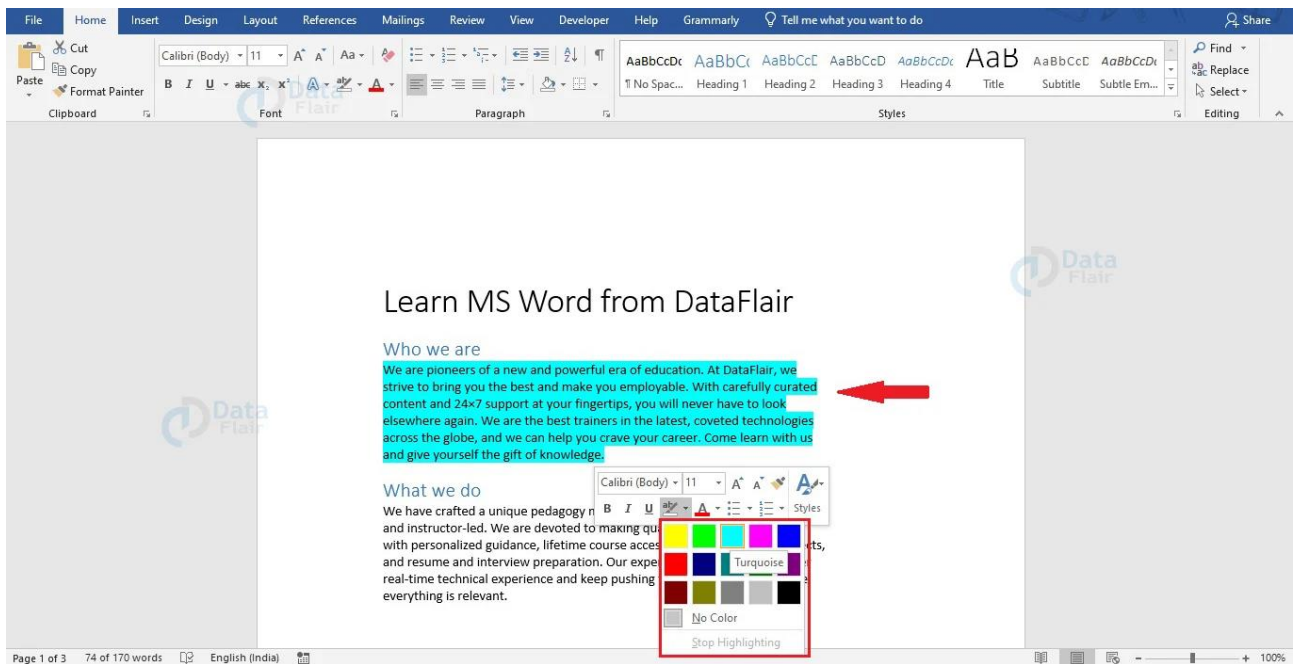 File Home Insert Design Layout References Mailings Review View Developer Help Grammarly Tell me what you want to do Share
Cut
Copy
Format Painter
Paste
Clipboard
Calibri (Body) 11 A A Aa
B I U abc x₂ x² A aby A
Font
Paragraph
AaBbCcDc AaBbCc AaBbCcE AaBbCcD AaBbCcDc AaB AaBbCcD AaBbCcDc
¶ No Spac... Heading 1 Heading 2 Heading 3 Heading 4 Title Subtitle Subtle Em...
Styles
Find
Replace
Select
Editing
Data
Flair
Data
Flair
Learn MS Word from DataFlair
Who we are
We are pioneers of a new and powerful era of education. At DataFlair, we
strive to bring you the best and make you employable. With carefully curated
content and 24×7 support at your fingertips, you will never have to look
elsewhere again. We are the best trainers in the latest, coveted technologies
across the globe, and we can help you crave your career. Come learn with us
and give yourself the gift of knowledge.
Data
Flair
Calibri (Body) 11 A A A
B I U aby A Styles
What we do
We have crafted a unique pedagogy
and instructor-led. We are devoted to making
with personalized guidance, lifetime course
and resume and interview preparation. Our
real-time technical experience and keep pushing
everything is relevant.
Turquoise
No Color
Stop Highlighting
Page 1 of 3 74 of 170 words English (India) 100%